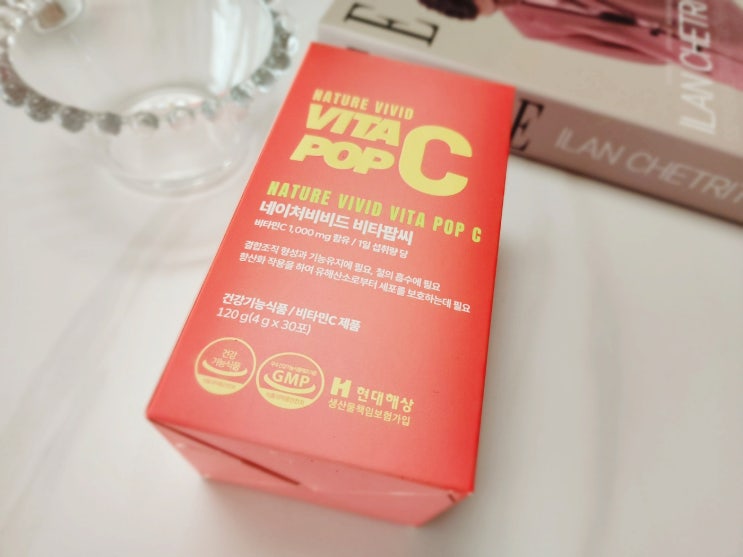 NATURE VIVID
VITA C
POP
NATURE VIVID VITA POP C
네이처비비드 비타팝씨
비타민C 1,000 mg 함유 / 1일 섭취량 당
결합조직 형성과 기능유지에 필요, 철의 흡수에 필요
항산화 작용을 하여 유해산소로부터 세포를 보호하는데 필요
건강기능식품 / 비타민C 제품
120 g(4 g x 30포)
건강
기능식품
GMP
H 현대해상
생산물책임보험가입
E
ILAN CHETRIT
E ILAN CHETRIT